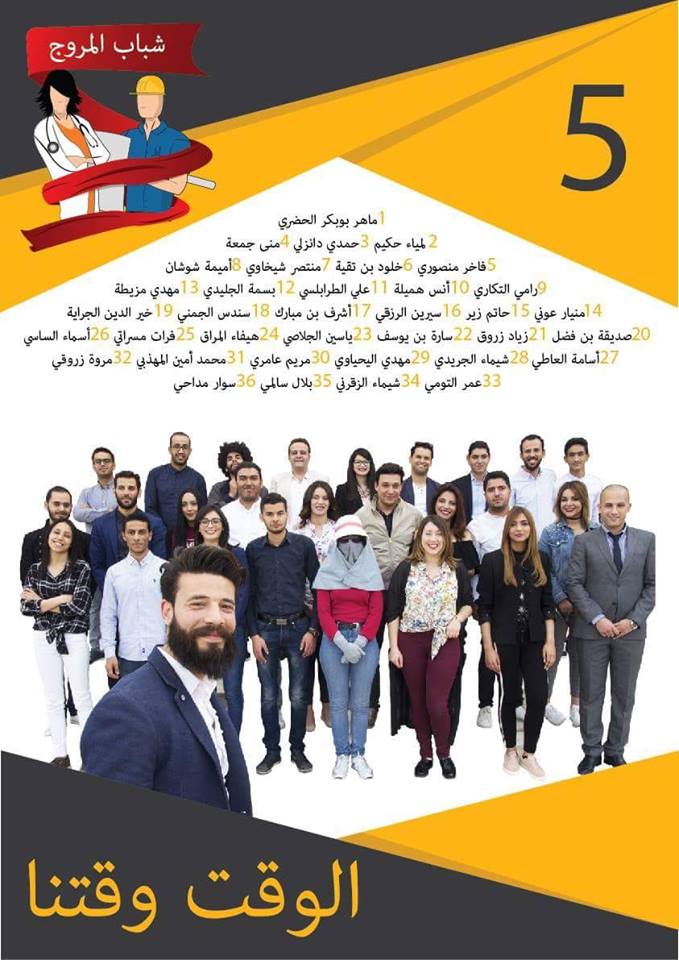 شباب المروج
5
1ماهر بوبكر الحضري
2لمياء حكيم 3حمدي دانزلي 4منى جمعة
5فاخر منصوري 6خلود بن تقية 7منتصر شيخاوي 8أميمة شوشان
9رامي التكاري 10أنس هميلة 11علي الطرابلسي 12بسمة الجليدي 13مهدي مزيطة
14منيار عوني 15حاتم زير 16سيرين الرزقي 17أشرف بن مبارك 18سندس الجمني 19خير الدين الجراية
20صديقة بن فضل 21زياد زروق 22سارة بن يوسف 23ياسين الجلاصي 24هيفاء المراق 25فرات مسراتي 26أسماء الساسي
27أسامة العاطي 28شيماء الجريدي 29مهدي اليحياوي 30مريم عامري 31محمد أمين المهذبي 32مروة زروقي
33عمر التومي 34شيماء الزقرني 35بلال سالمي 36سوار مداحي
الوقت وقتنا